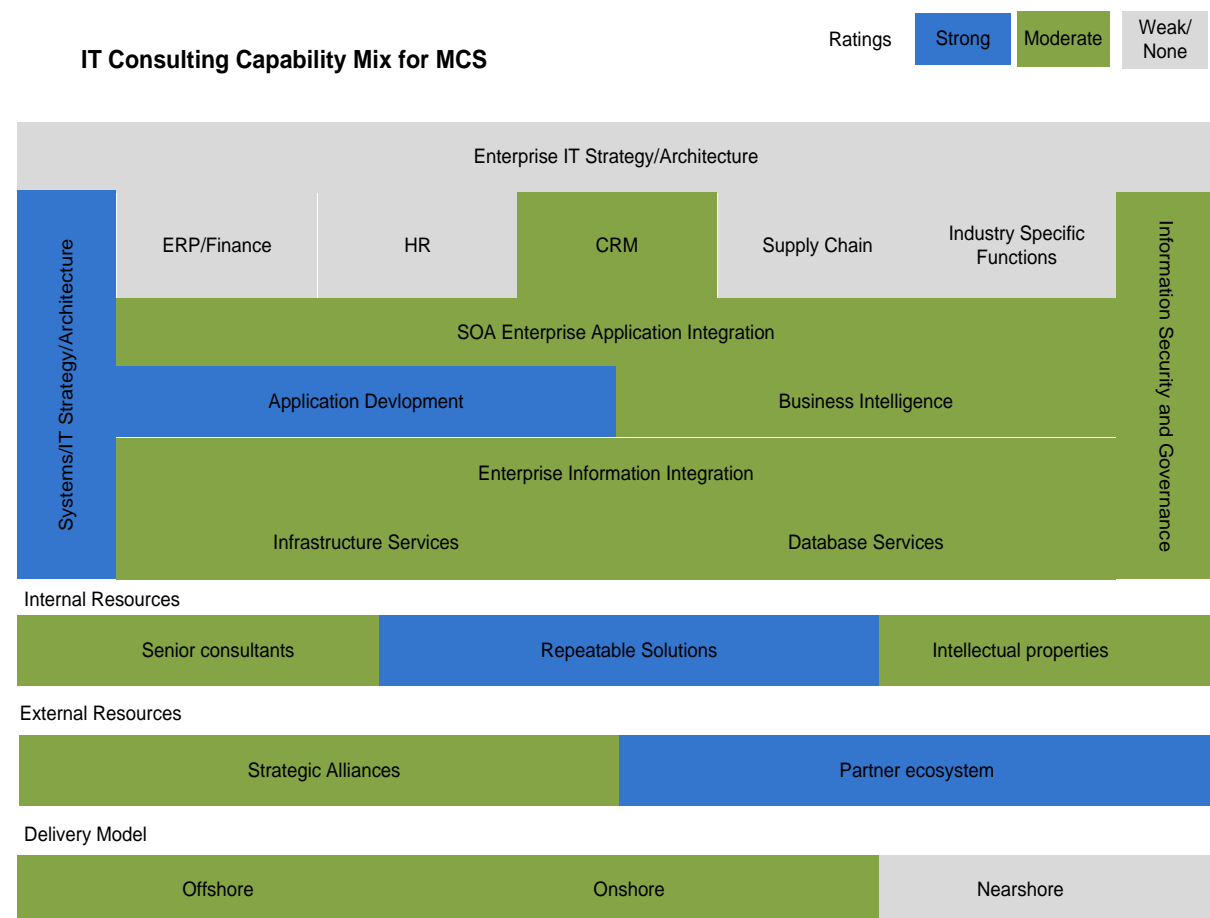 IT Consulting Capability Mix for MCS
Ratings
Strong
Moderate
Weak/
None
Enterprise IT Strategy/Architecture
Systems/IT Strategy/Architecture
ERP/Finance
HR
CRM
Supply Chain
Industry Specific
Functions
Information Security and Governance
SOA Enterprise Application Integration
Application Devlopment
Business Intelligence
Enterprise Information Integration
Infrastructure Services
Database Services
Internal Resources
Senior consultants
Repeatable Solutions
Intellectual properties
External Resources
Strategic Alliances
Partner ecosystem
Delivery Model
Offshore
Onshore
Nearshore